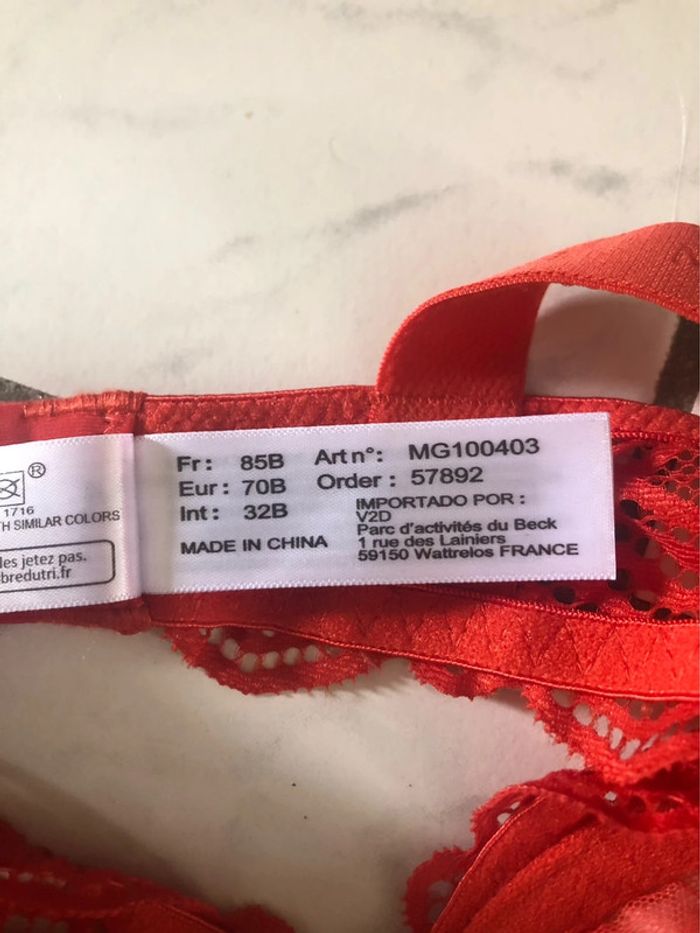 ®
1716
TH SIMILAR COLORS
les jetez pas.
bredutri.fr
Fr: 85B
Eur: 70B
Int: 32B
MADE IN CHINA
Art n°: MG100403
Order: 57892
IMPORTADO POR :
V2D
Parc d'activités du Beck
1 rue des Lainiers
59150 Wattrelos FRANCE